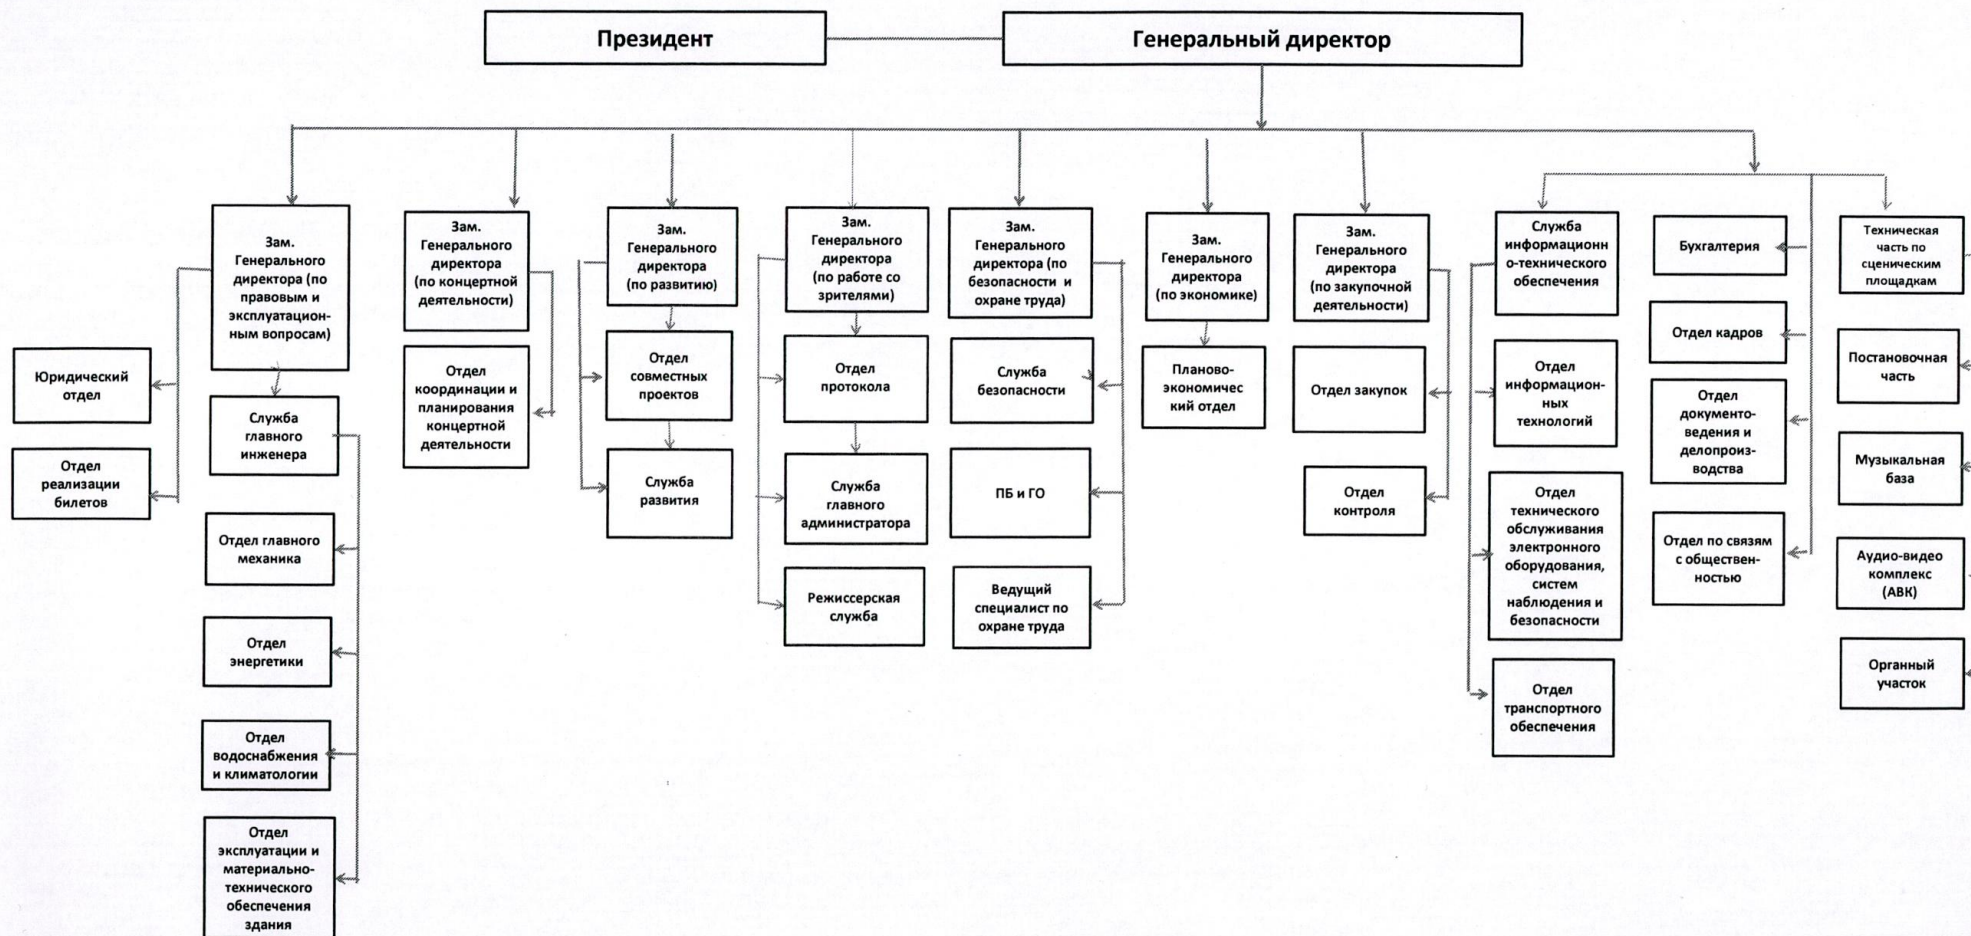 Президент
Генеральный директор
Зам.
Генерального
директора (по
правовым и
эксплуатацион-
ным вопросам)
Юридический
отдел
Отдел
реализации
билетов
Служба
главного
инженера
Отдел главного
механика
Отдел
энергетики
Отдел
водоснабжения
и климатологии
Отдел
эксплуатации и
материально-
технического
обеспечения
здания
Зам.
Генерального
директора
(по концертной
деятельности)
Отдел
координации и
планирования
концертной
деятельности
Зам.
Генерального
директора
(по развитию)
Отдел
совместных
проектов
Служба
развития
Зам.
Генерального
директора
(по работе со
зрителями)
Отдел
протокола
Служба
главного
администратора
Режиссерская
служба
Зам.
Генерального
директора (по
безопасности и
охране труда)
Служба
безопасности
ПБ и ГО
Ведущий
специалист по
охране труда
Зам.
Генерального
директора
(по экономике)
Планово-
экономичес
кий отдел
Зам.
Генерального
директора
(по закупочной
деятельности)
Отдел закупок
Отдел
контроля
Служба
информационн
о-технического
обеспечения
Отдел
информацион-
ных
технологий
Отдел
технического
обслуживания
электронного
оборудования,
систем
наблюдения и
безопасности
Отдел
транспортного
обеспечения
Бухгалтерия
Отдел кадров
Отдел
документо-
ведения и
делопроиз-
водства
Отдел по связям
с обществен-
ностью
Техническая
часть по
сценическим
площадкам
Постановочная
часть
Музыкальная
база
Аудио-видео
комплекс
(АВК)
Органный
участок